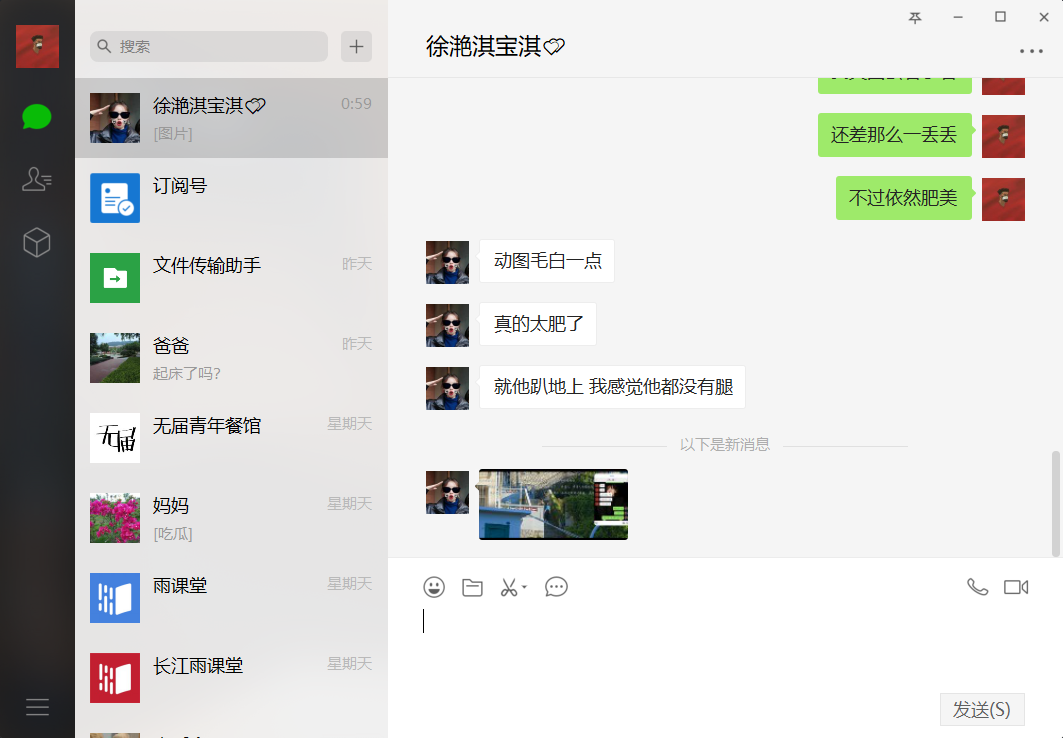 搜索
徐滟淇宝淇
0:59
[图片]
订阅号
文件传输助手
昨天
爸爸
昨天
起床了吗?
无届青年餐馆
星期天
无届
妈妈
星期天
[吃瓜]
雨课堂
星期天
长江雨课堂
星期天
徐滟淇宝淇
还差那么一丢丢
不过依然肥美
动图毛白一点
真的太肥了
就他趴地上 我感觉他都没有腿
以下是新消息
发送(S)